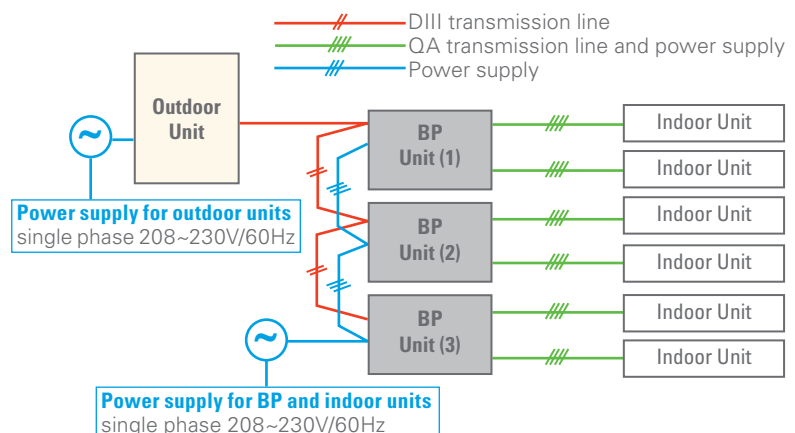 DIII transmission line
QA transmission line and power supply
Power supply
Outdoor
Unit
~
Power supply for outdoor units
single phase 208~230V/60Hz
BP
Unit (1)
Indoor Unit
Indoor Unit
BP
Unit (2)
Indoor Unit
Indoor Unit
BP
Unit (3)
Indoor Unit
Indoor Unit
~
Power supply for BP and indoor units
single phase 208~230V/60Hz